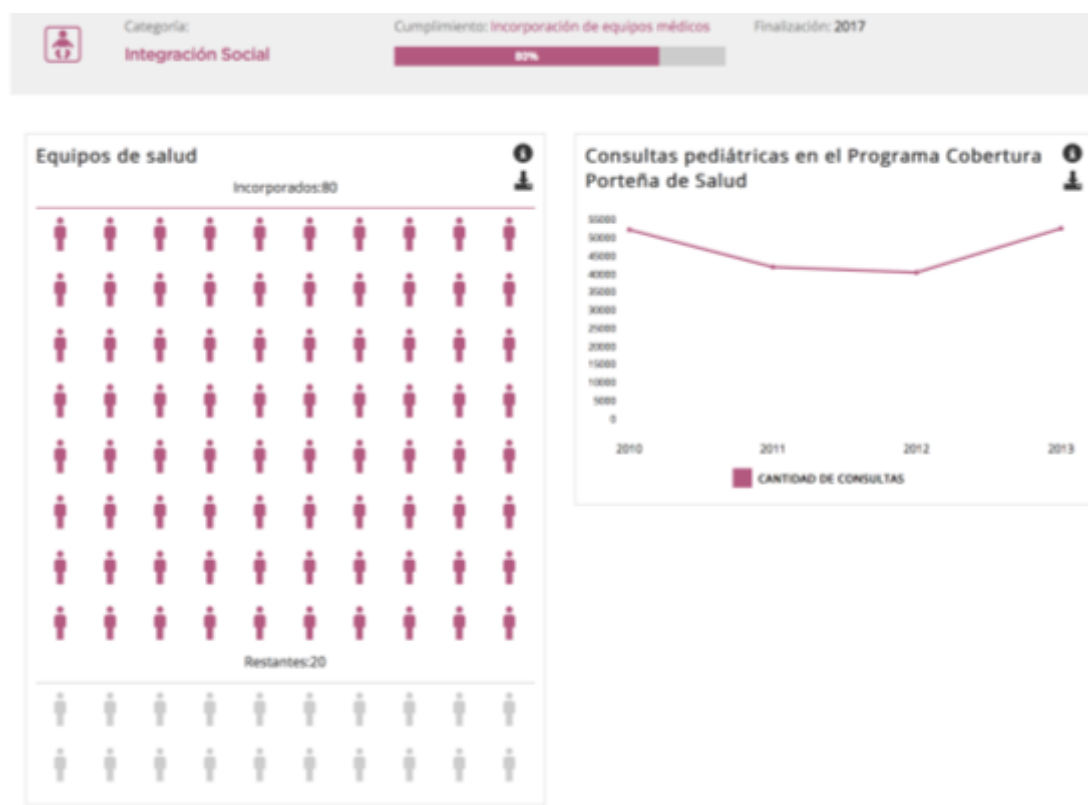 Categoría:
Integración Social
Cumplimiento: Incorporación de equipos médicos
80%
Finalización: 2017
Equipos de salud
Incorporados:80
Restantes:20
Consultas pediátricas en el Programa Cobertura
Porteña de Salud
55000
50000
45000
40000
35000
30000
25000
20000
15000
10000
5000
0
2010
2011
2012
2013
CANTIDAD DE CONSULTAS